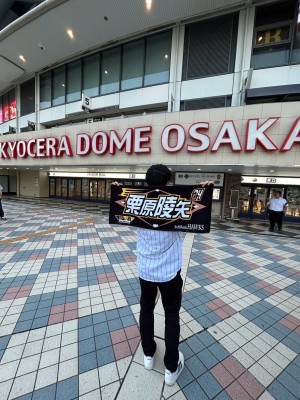 KYOCERA DOME OSAKA
栗原陵矢
SoftBank HAWKS